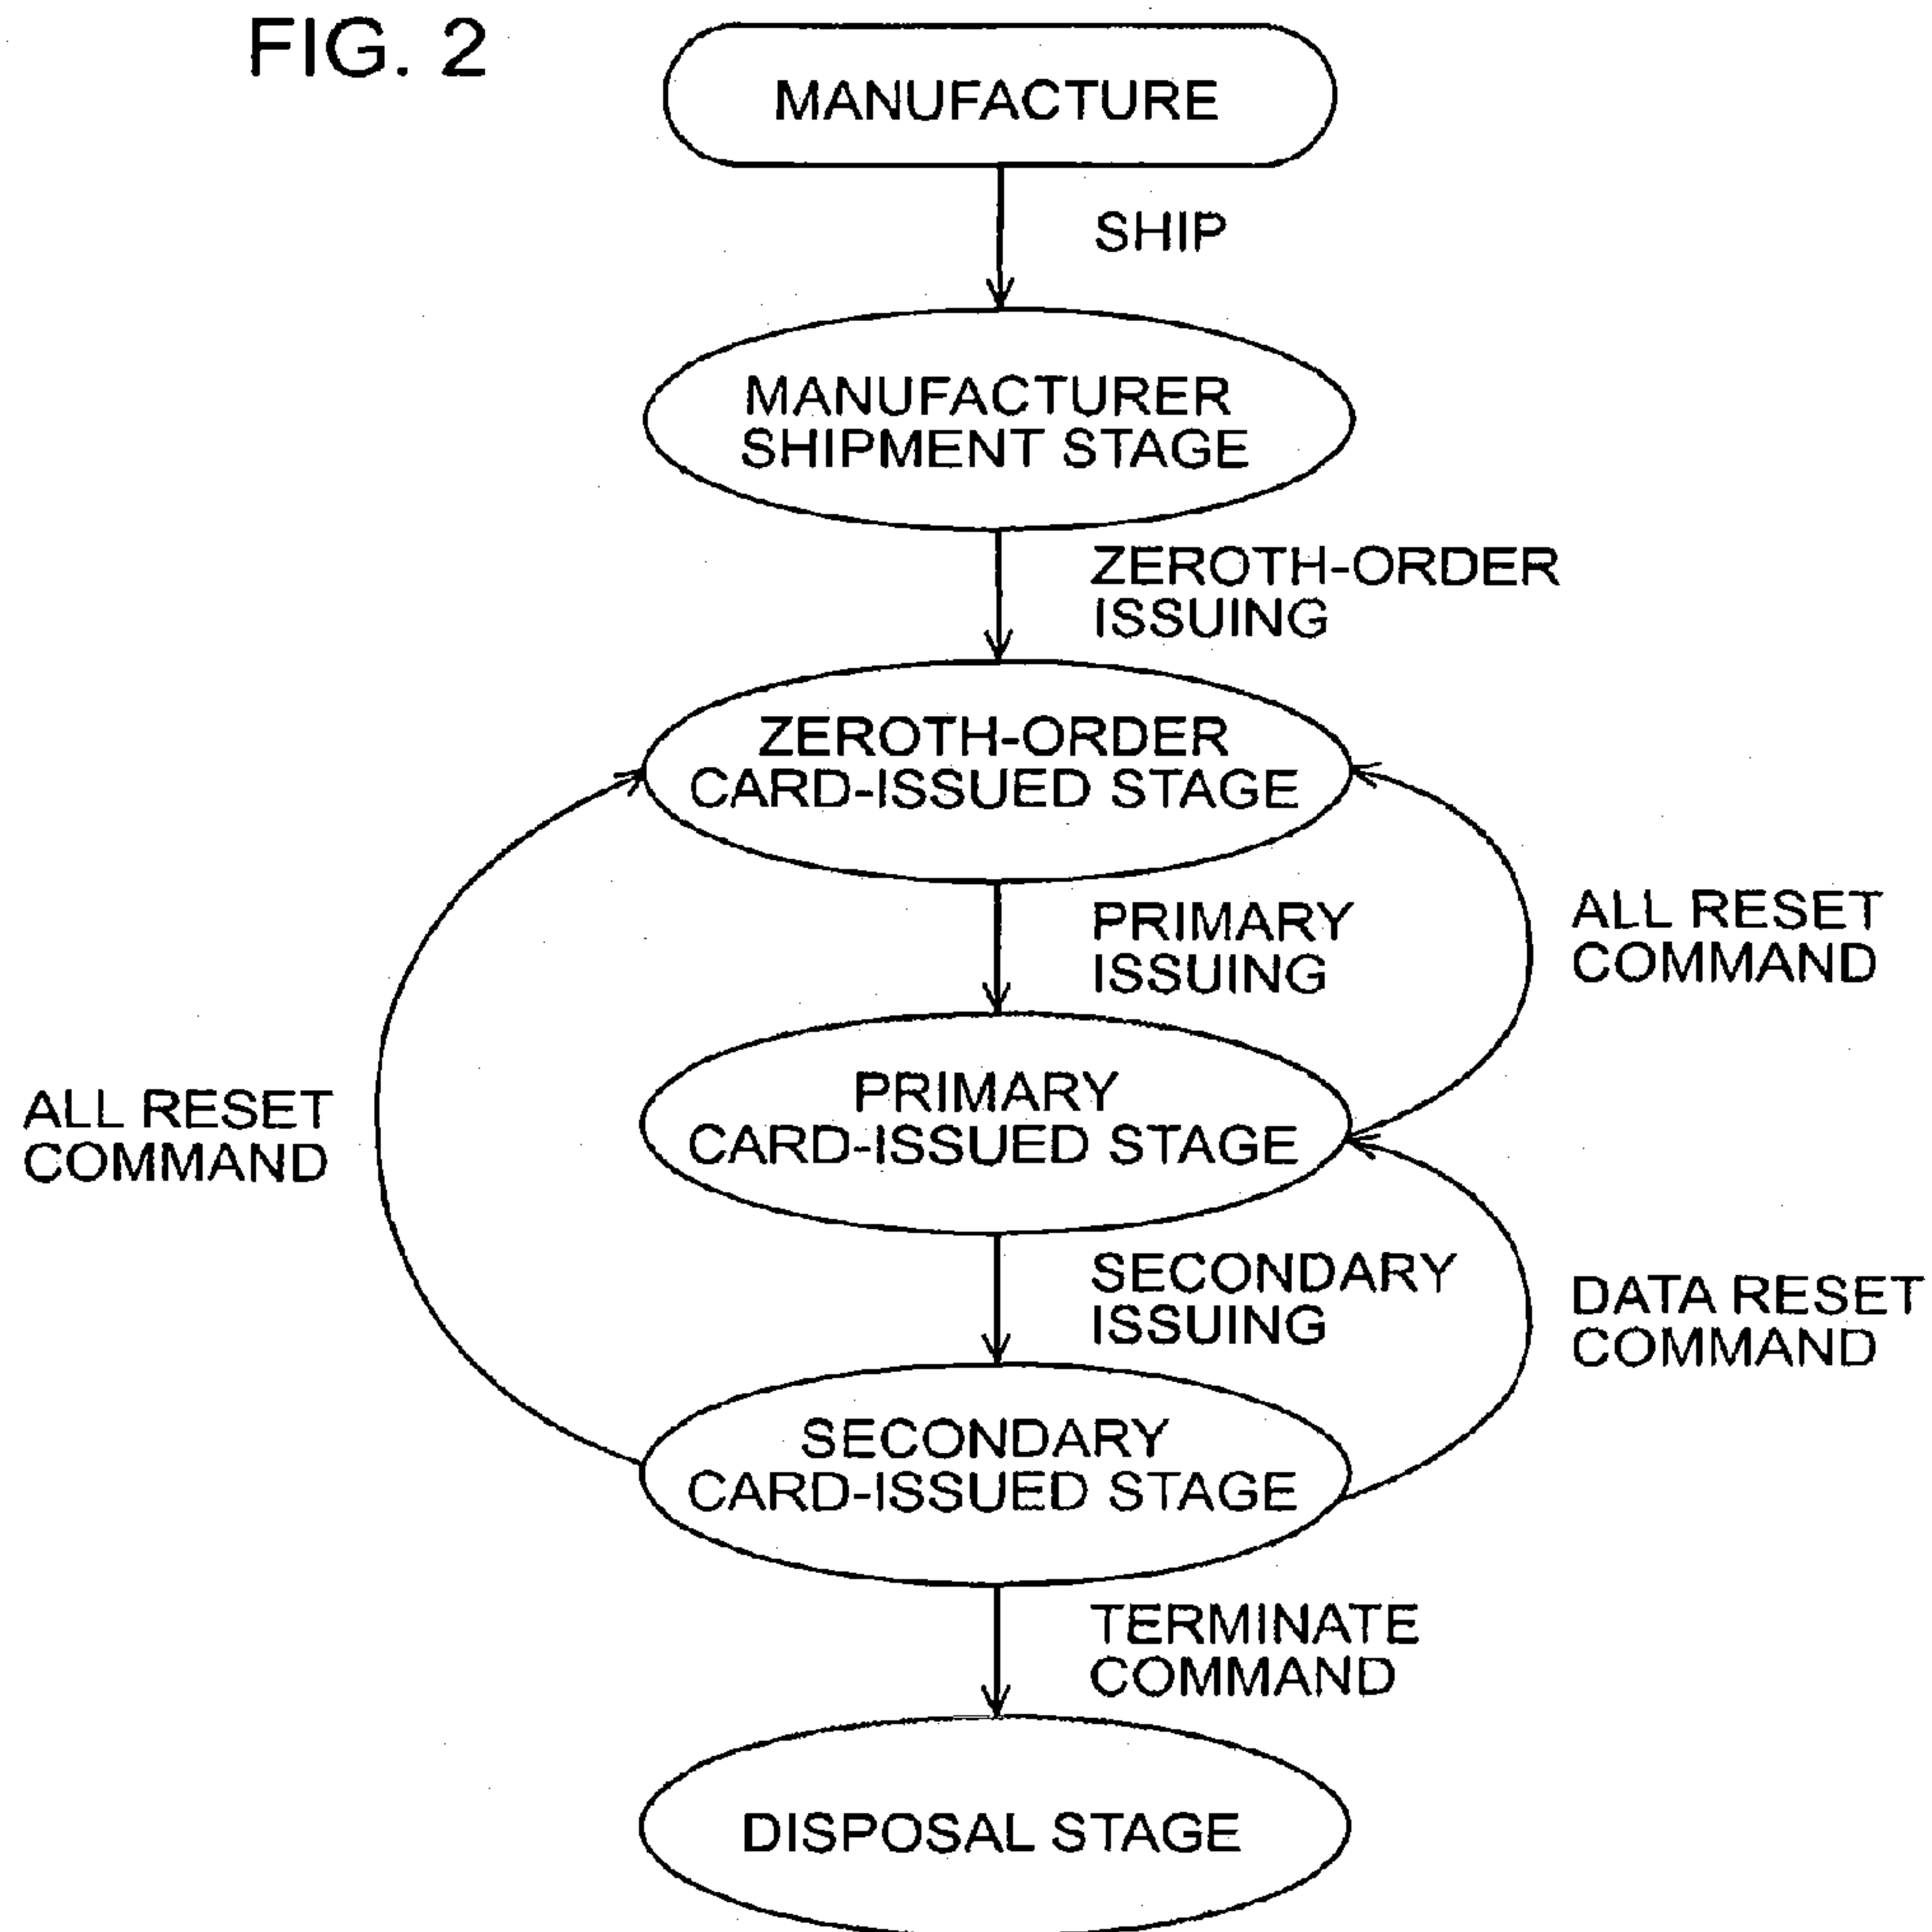 FIG. 2
MANUFACTURE
SHIP
MANUFACTURER
SHIPMENT STAGE
ZEROTH-ORDER
ISSUING
ZEROTH-ORDER
CARD-ISSUED STAGE
PRIMARY
ISSUING
ALL RESET
COMMAND
PRIMARY
CARD-ISSUED STAGE
ALL RESET
COMMAND
SECONDARY
ISSUING
DATA RESET
COMMAND
SECONDARY
CARD-ISSUED STAGE
TERMINATE
COMMAND
DISPOSAL STAGE